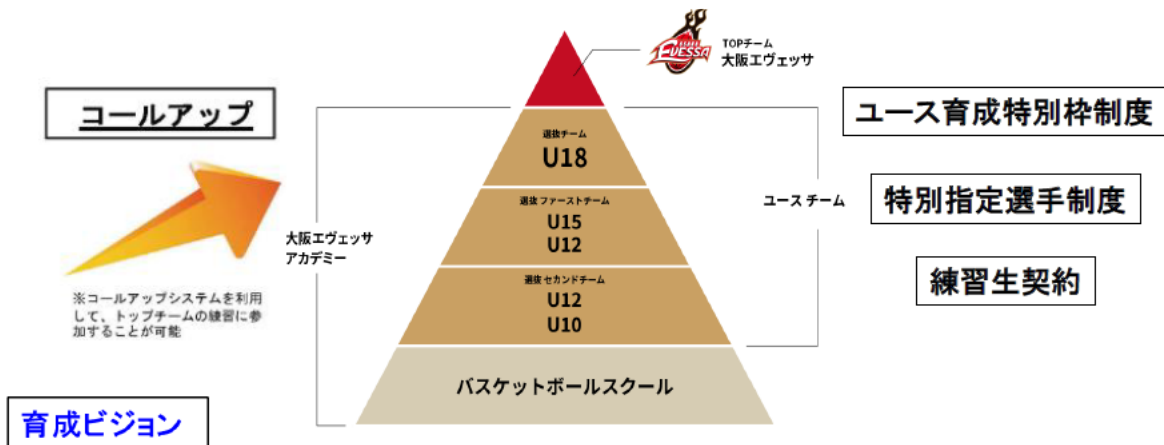 コールアップ
※コールアップシステムを利用
して、トップチームの練習に参
加することが可能
育成ビジョン
大阪エヴェッサ
アカデミー
EVESSA
TOPチーム
大阪エヴェッサ
選抜チーム
U18
選抜 ファーストチーム
U15
U12
選抜 セカンドチーム
U12
U10
バスケットボールスクール
ユース チーム
ユース育成特別枠制度
特別指定選手制度
練習生契約